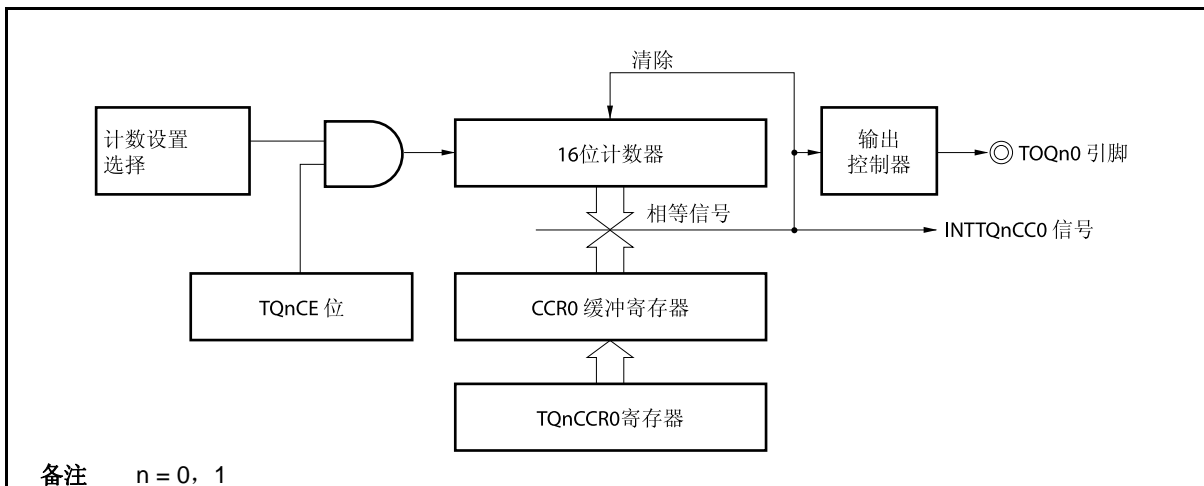 清除
计数设置
选择
16位计数器
输出
控制器
TOQn0 引脚
相等信号
INTTQnCC0 信号
TQnCE 位
CCR0 缓冲寄存器
TQnCCR0寄存器
备注 n = 0，1